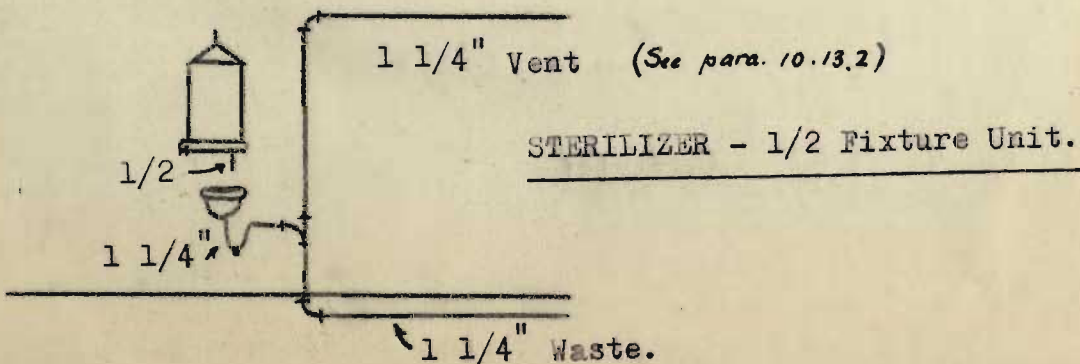 1 1/4" Vent (See para. 10.13.2)
STERILIZER - 1/2 Fixture Unit.
1/2
1 1/4"
1 1/4" Waste.